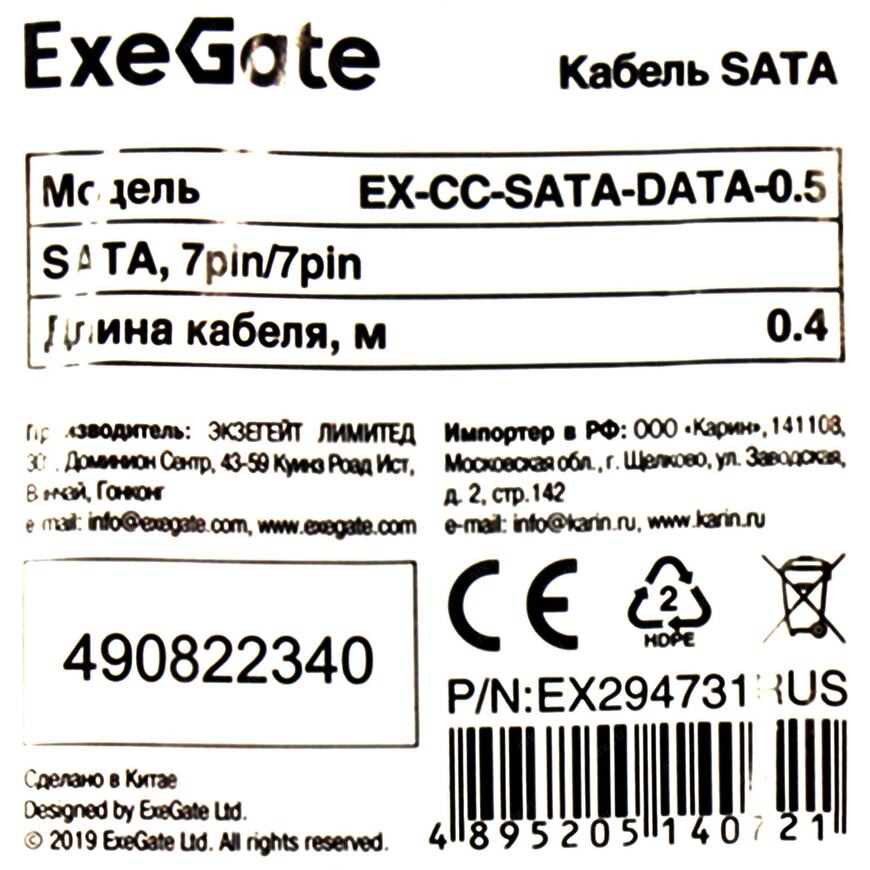 ExeGate
Кабель SATA
Модель EX-CC-SATA-DATA-0.5
SATA, 7pin/7pin
Длина кабеля, м 0.4
Производитель: ЭКЗЕГЕЙТ ЛИМИТЕД
Доминион Сентр, 43-59 Куинз Роад Ист,
Гонконг
e-mail: info@exegate.com, www.exegate.com
Импортер в РФ: ООО «Карин», 141108,
Московская обл., г. Щелково, ул. Заводская,
д. 2, стр.142
e-mail: info@karin.ru, www.karin.ru
490822340
CE
2
HDPE
P/N:EX294731RUS
4 895205 140721
Сделано в Китае
Designed by ExeGate Ltd.
© 2019 ExeGate Ltd. All rights reserved.